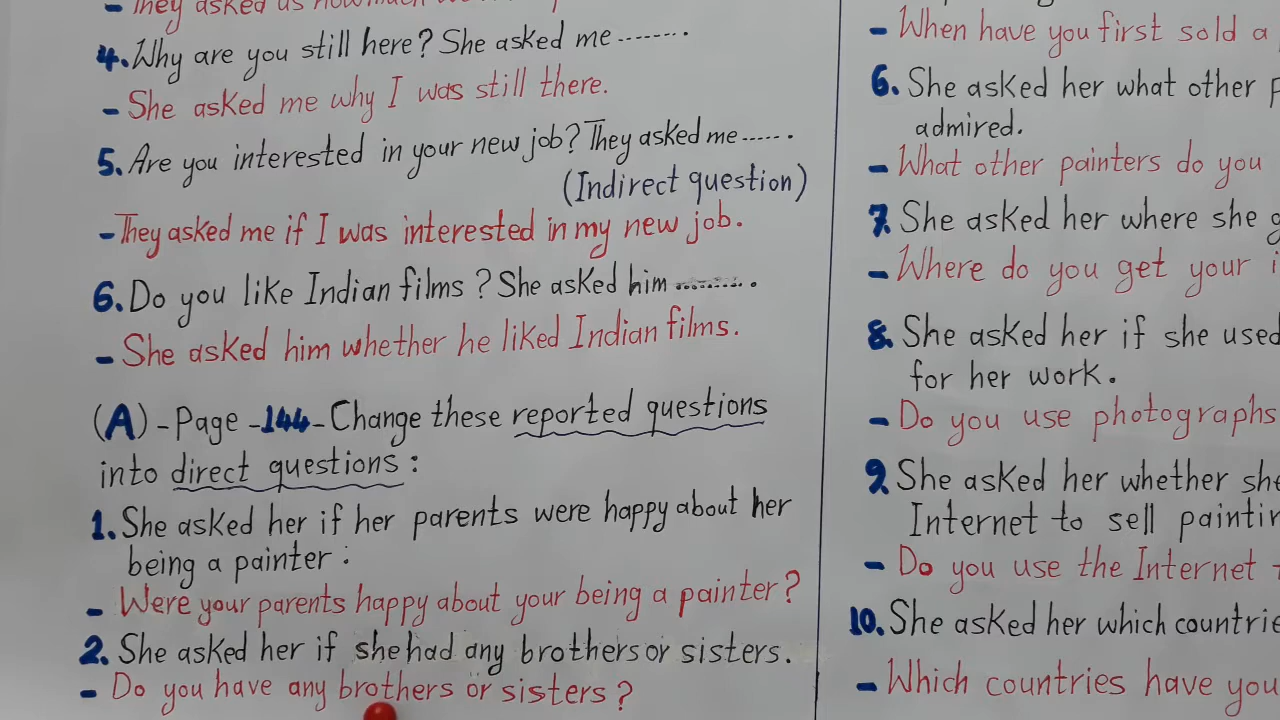 - They asked us
4. Why are you still here? She asked me ........
- She asked me why I was still there.
5. Are you interested in your new job? They asked me ...... .
(Indirect question)
- They asked me if I was interested in my new job.
6. Do you like Indian films? She asked him ......... .
- She asked him whether he liked Indian films.
(A) - Page - 144 - Change these reported questions
into direct questions :
1. She asked her if her parents were happy about her
being a painter :
- Were your parents happy about your being a painter?
2. She asked her if she had any brothers or sisters.
- Do you have any brothers or sisters?
- When have you first sold a
6. She asked her what other
admired.
- What other painters do you
7. She asked her where she
- Where do you get your
8. She asked her if she used
for her work.
- Do you use photographs
9. She asked her whether she
Internet to sell
- Do you use the Internet
10. She asked her which
- Which countries have you